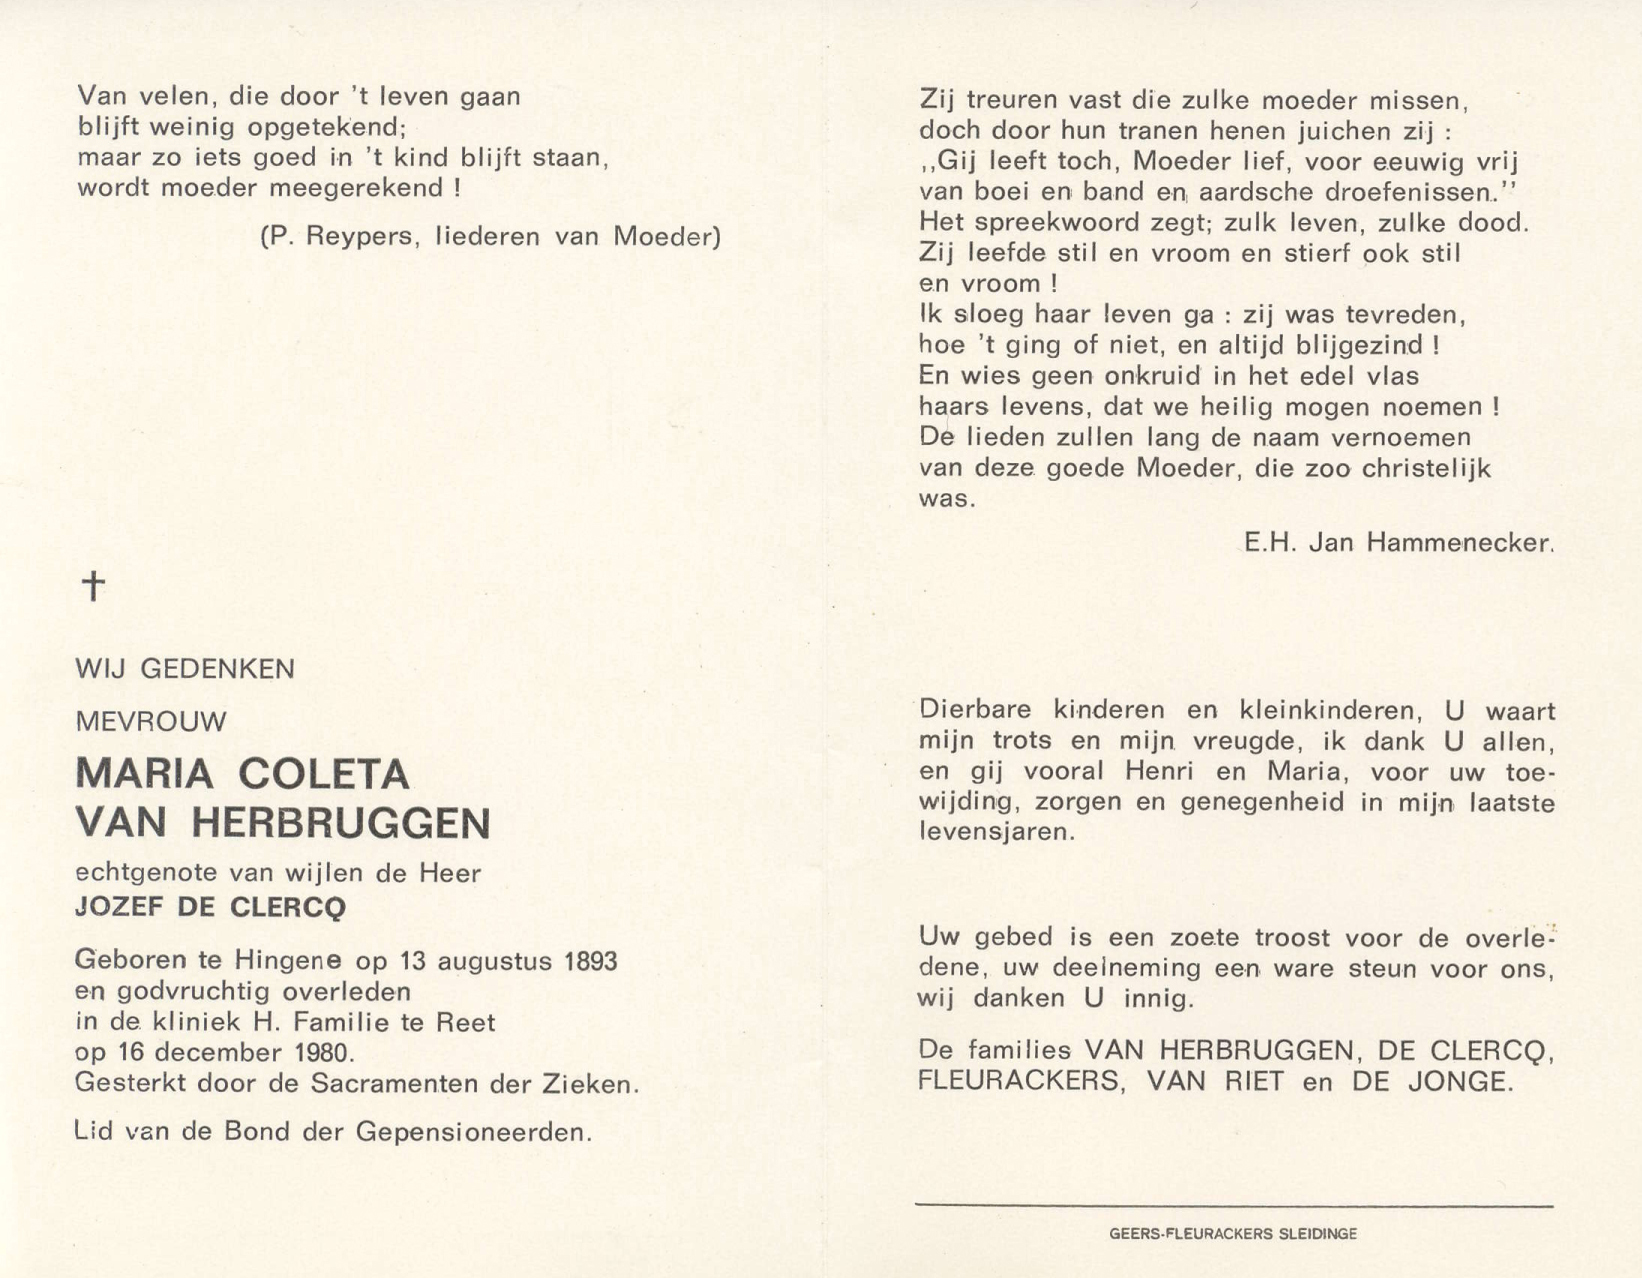 Van velen, die door 't leven gaan
blijft weinig opgetekend;
maar zo iets goed in 't kind blijft staan,
wordt moeder meegerekend !
(P. Reypers, liederen van Moeder)
†
WIJ GEDENKEN
MEVROUW
MARIA COLETA
VAN HERBRUGGEN
echtgenote van wijlen de Heer
JOZEF DE CLERCQ
Geboren te Hingene op 13 augustus 1893
en godvruchtig overleden
in de kliniek H. Familie te Reet
op 16 december 1980.
Gesterkt door de Sacramenten der Zieken.
Lid van de Bond der Gepensioneerden.
Zij treuren vast die zulke moeder missen,
doch door hun tranen henen juichen zij :
,,Gij leeft toch, Moeder lief, voor eeuwig vrij
van boei en band en aardsche droefenissen.''
Het spreekwoord zegt; zulk leven, zulke dood.
Zij leefde stil en vroom en stierf ook stil
en vroom !
Ik sloeg haar leven ga : zij was tevreden,
hoe 't ging of niet, en altijd blijgezind !
En wies geen onkruid in het edel vlas
haars levens, dat we heilig mogen noemen !
De lieden zullen lang de naam vernoemen
van deze goede Moeder, die zoo christelijk
was.
E.H. Jan Hammenecker.
Dierbare kinderen en kleinkinderen, U waart
mijn trots en mijn vreugde, ik dank U allen,
en gij vooral Henri en Maria, voor uw toe-
wijding, zorgen en genegenheid in mijn laatste
levensjaren.
Uw gebed is een zoete troost voor de overle-
dene, uw deelneming een ware steun voor ons,
wij danken U innig.
De families VAN HERBRUGGEN, DE CLERCQ,
FLEURACKERS, VAN RIET en DE JONGE.
GEERS-FLEURACKERS SLEIDINGE